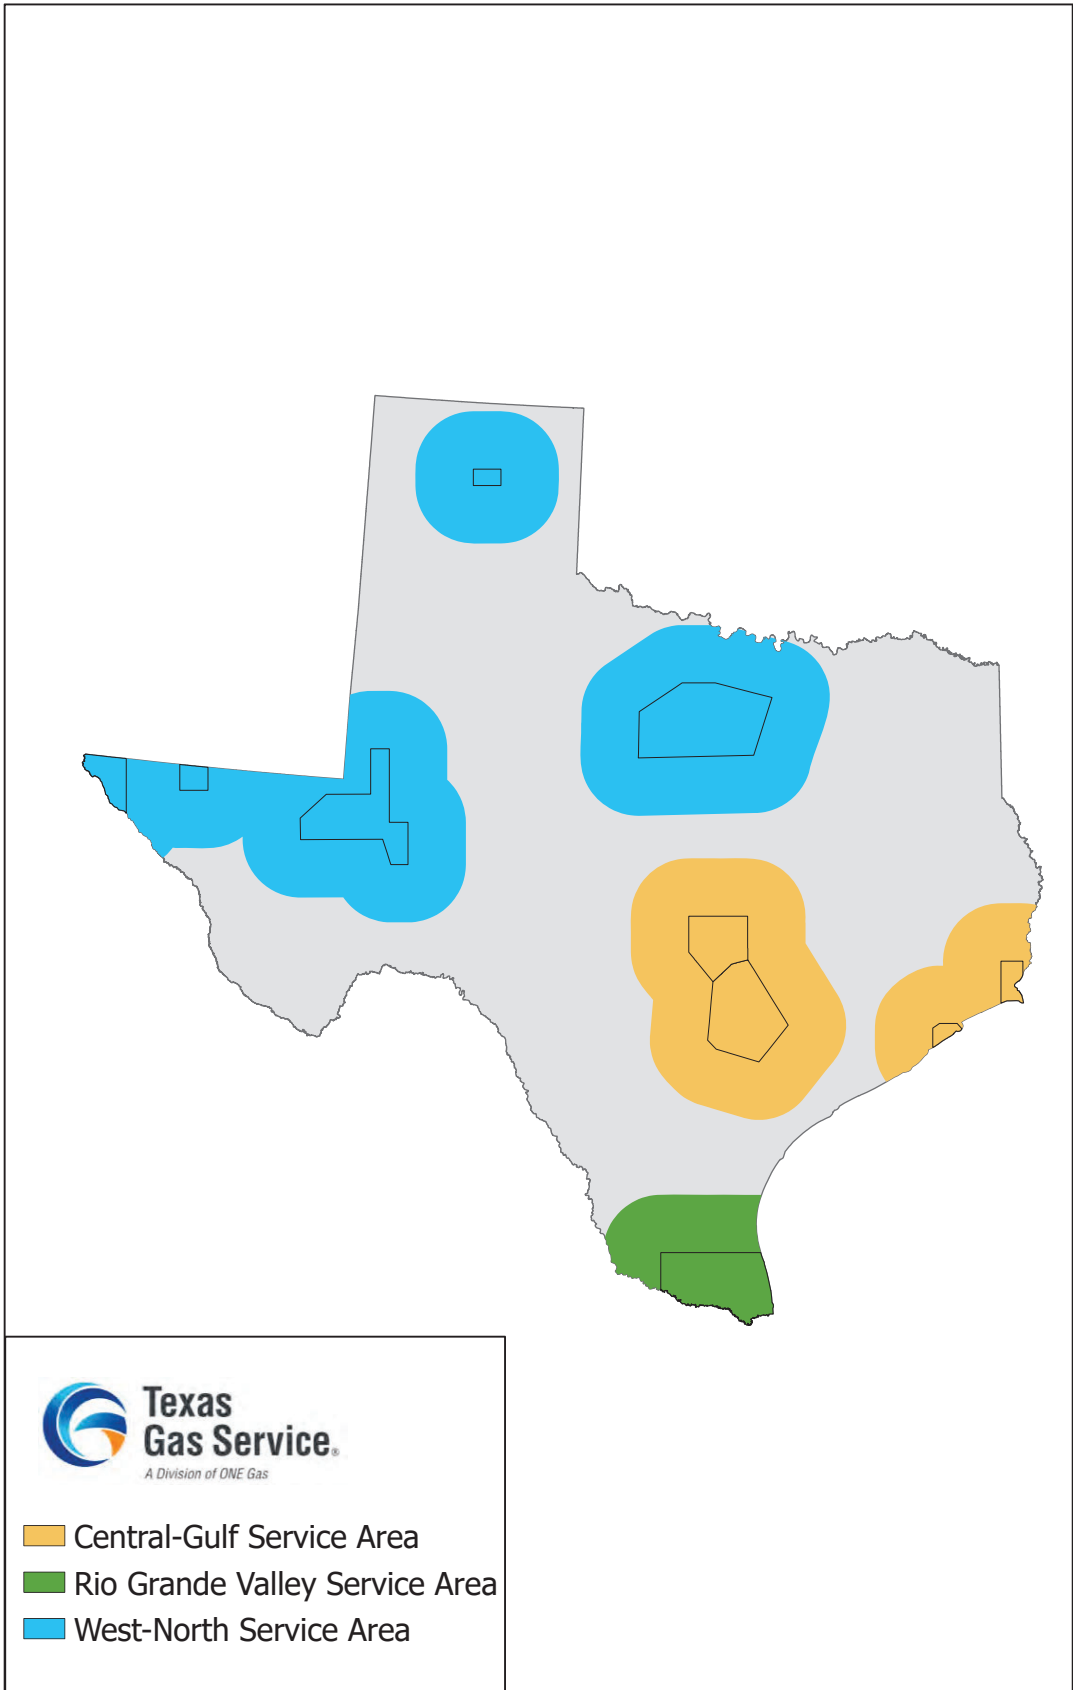 Texas
Gas Service®
A Division of ONE Gas
Central-Gulf Service Area
Rio Grande Valley Service Area
West-North Service Area